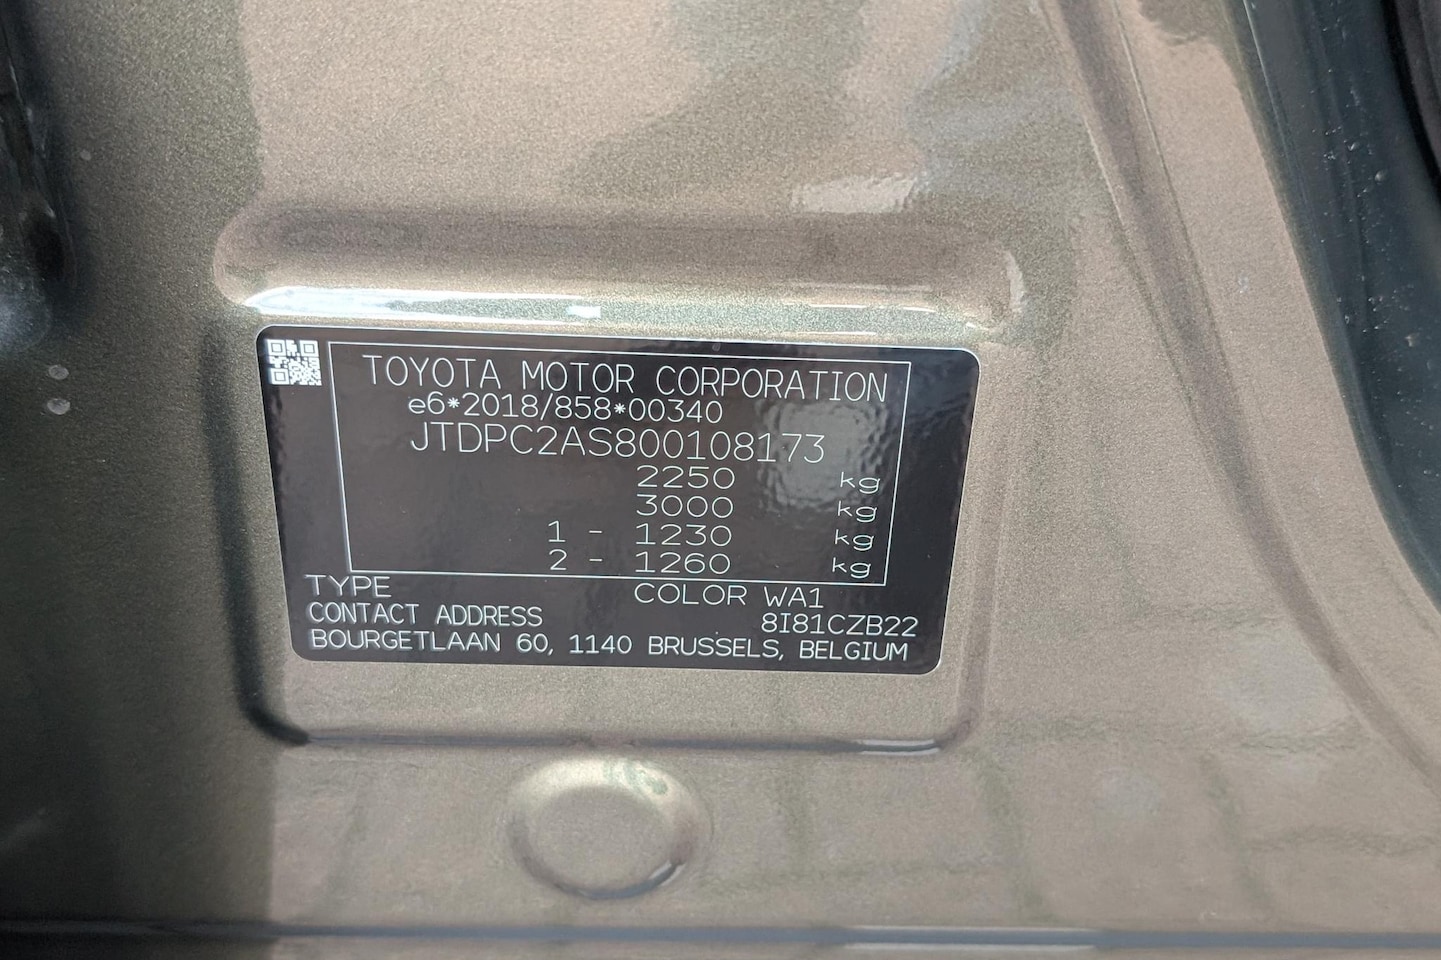 TOYOTA MOTOR CORPORATION
e6*2018/858*00340
JTDPC2AS800108173
2250 kg
3000 kg
1 - 1230 kg
2 - 1260 kg
TYPE COLOR WA1
CONTACT ADDRESS 8I81CZB22
BOURGETLAAN 60, 1140 BRUSSELS, BELGIUM